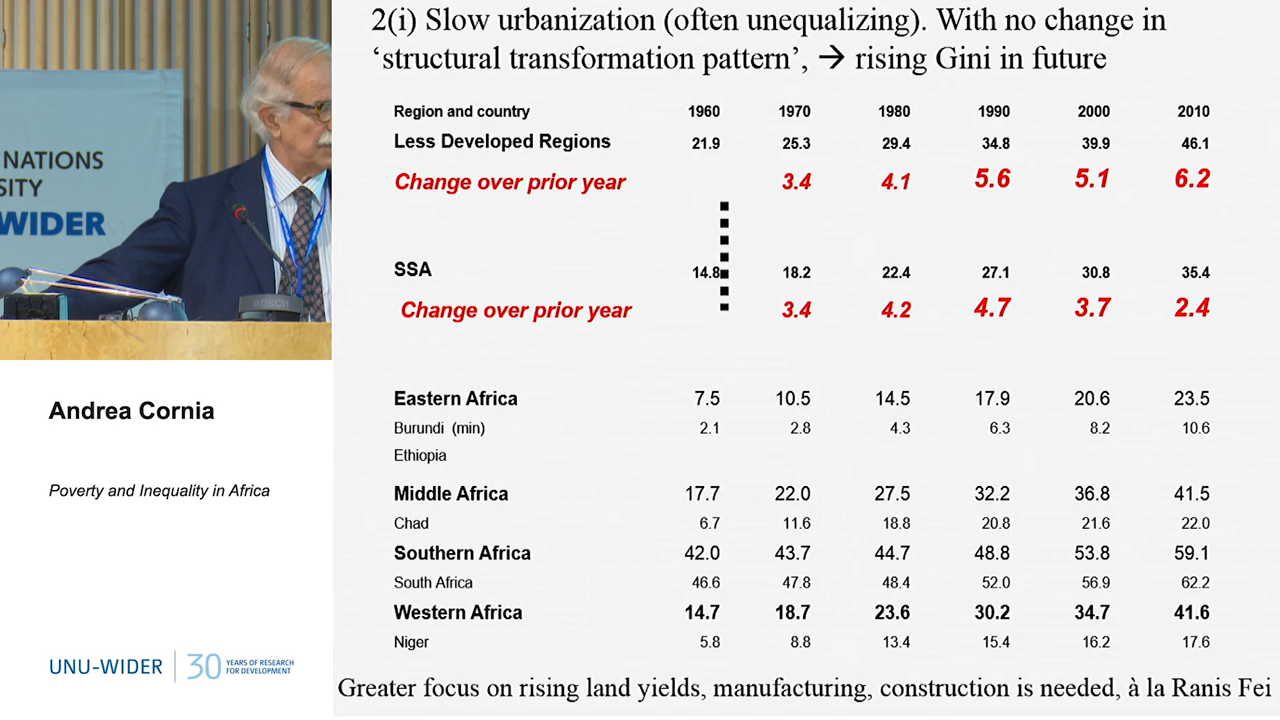 2(i) Slow urbanization (often unequalizing). With no change in
‘structural transformation pattern’, → rising Gini in future
Region and country 1960 1970 1980 1990 2000 2010
Less Developed Regions 21.9 25.3 29.4 34.8 39.9 46.1
Change over prior year 3.4 4.1 5.6 5.1 6.2
SSA 14.8 18.2 22.4 27.1 30.8 35.4
Change over prior year 3.4 4.2 4.7 3.7 2.4
Eastern Africa 7.5 10.5 14.5 17.9 20.6 23.5
Burundi (min) 2.1 2.8 4.3 6.3 8.2 10.6
Ethiopia
Middle Africa 17.7 22.0 27.5 32.2 36.8 41.5
Chad 6.7 11.6 18.8 20.8 21.6 22.0
Southern Africa 42.0 43.7 44.7 48.8 53.8 59.1
South Africa 46.6 47.8 48.4 52.0 56.9 62.2
Western Africa 14.7 18.7 23.6 30.2 34.7 41.6
Niger 5.8 8.8 13.4 15.4 16.2 17.6
Greater focus on rising land yields, manufacturing, construction is needed, à la Ranis Fei
NATIONS
SITY
WIDER
BOSCH
Andrea Cornia
Poverty and Inequality in Africa
UNU-WIDER
30 YEARS OF RESEARCH
FOR DEVELOPMENT